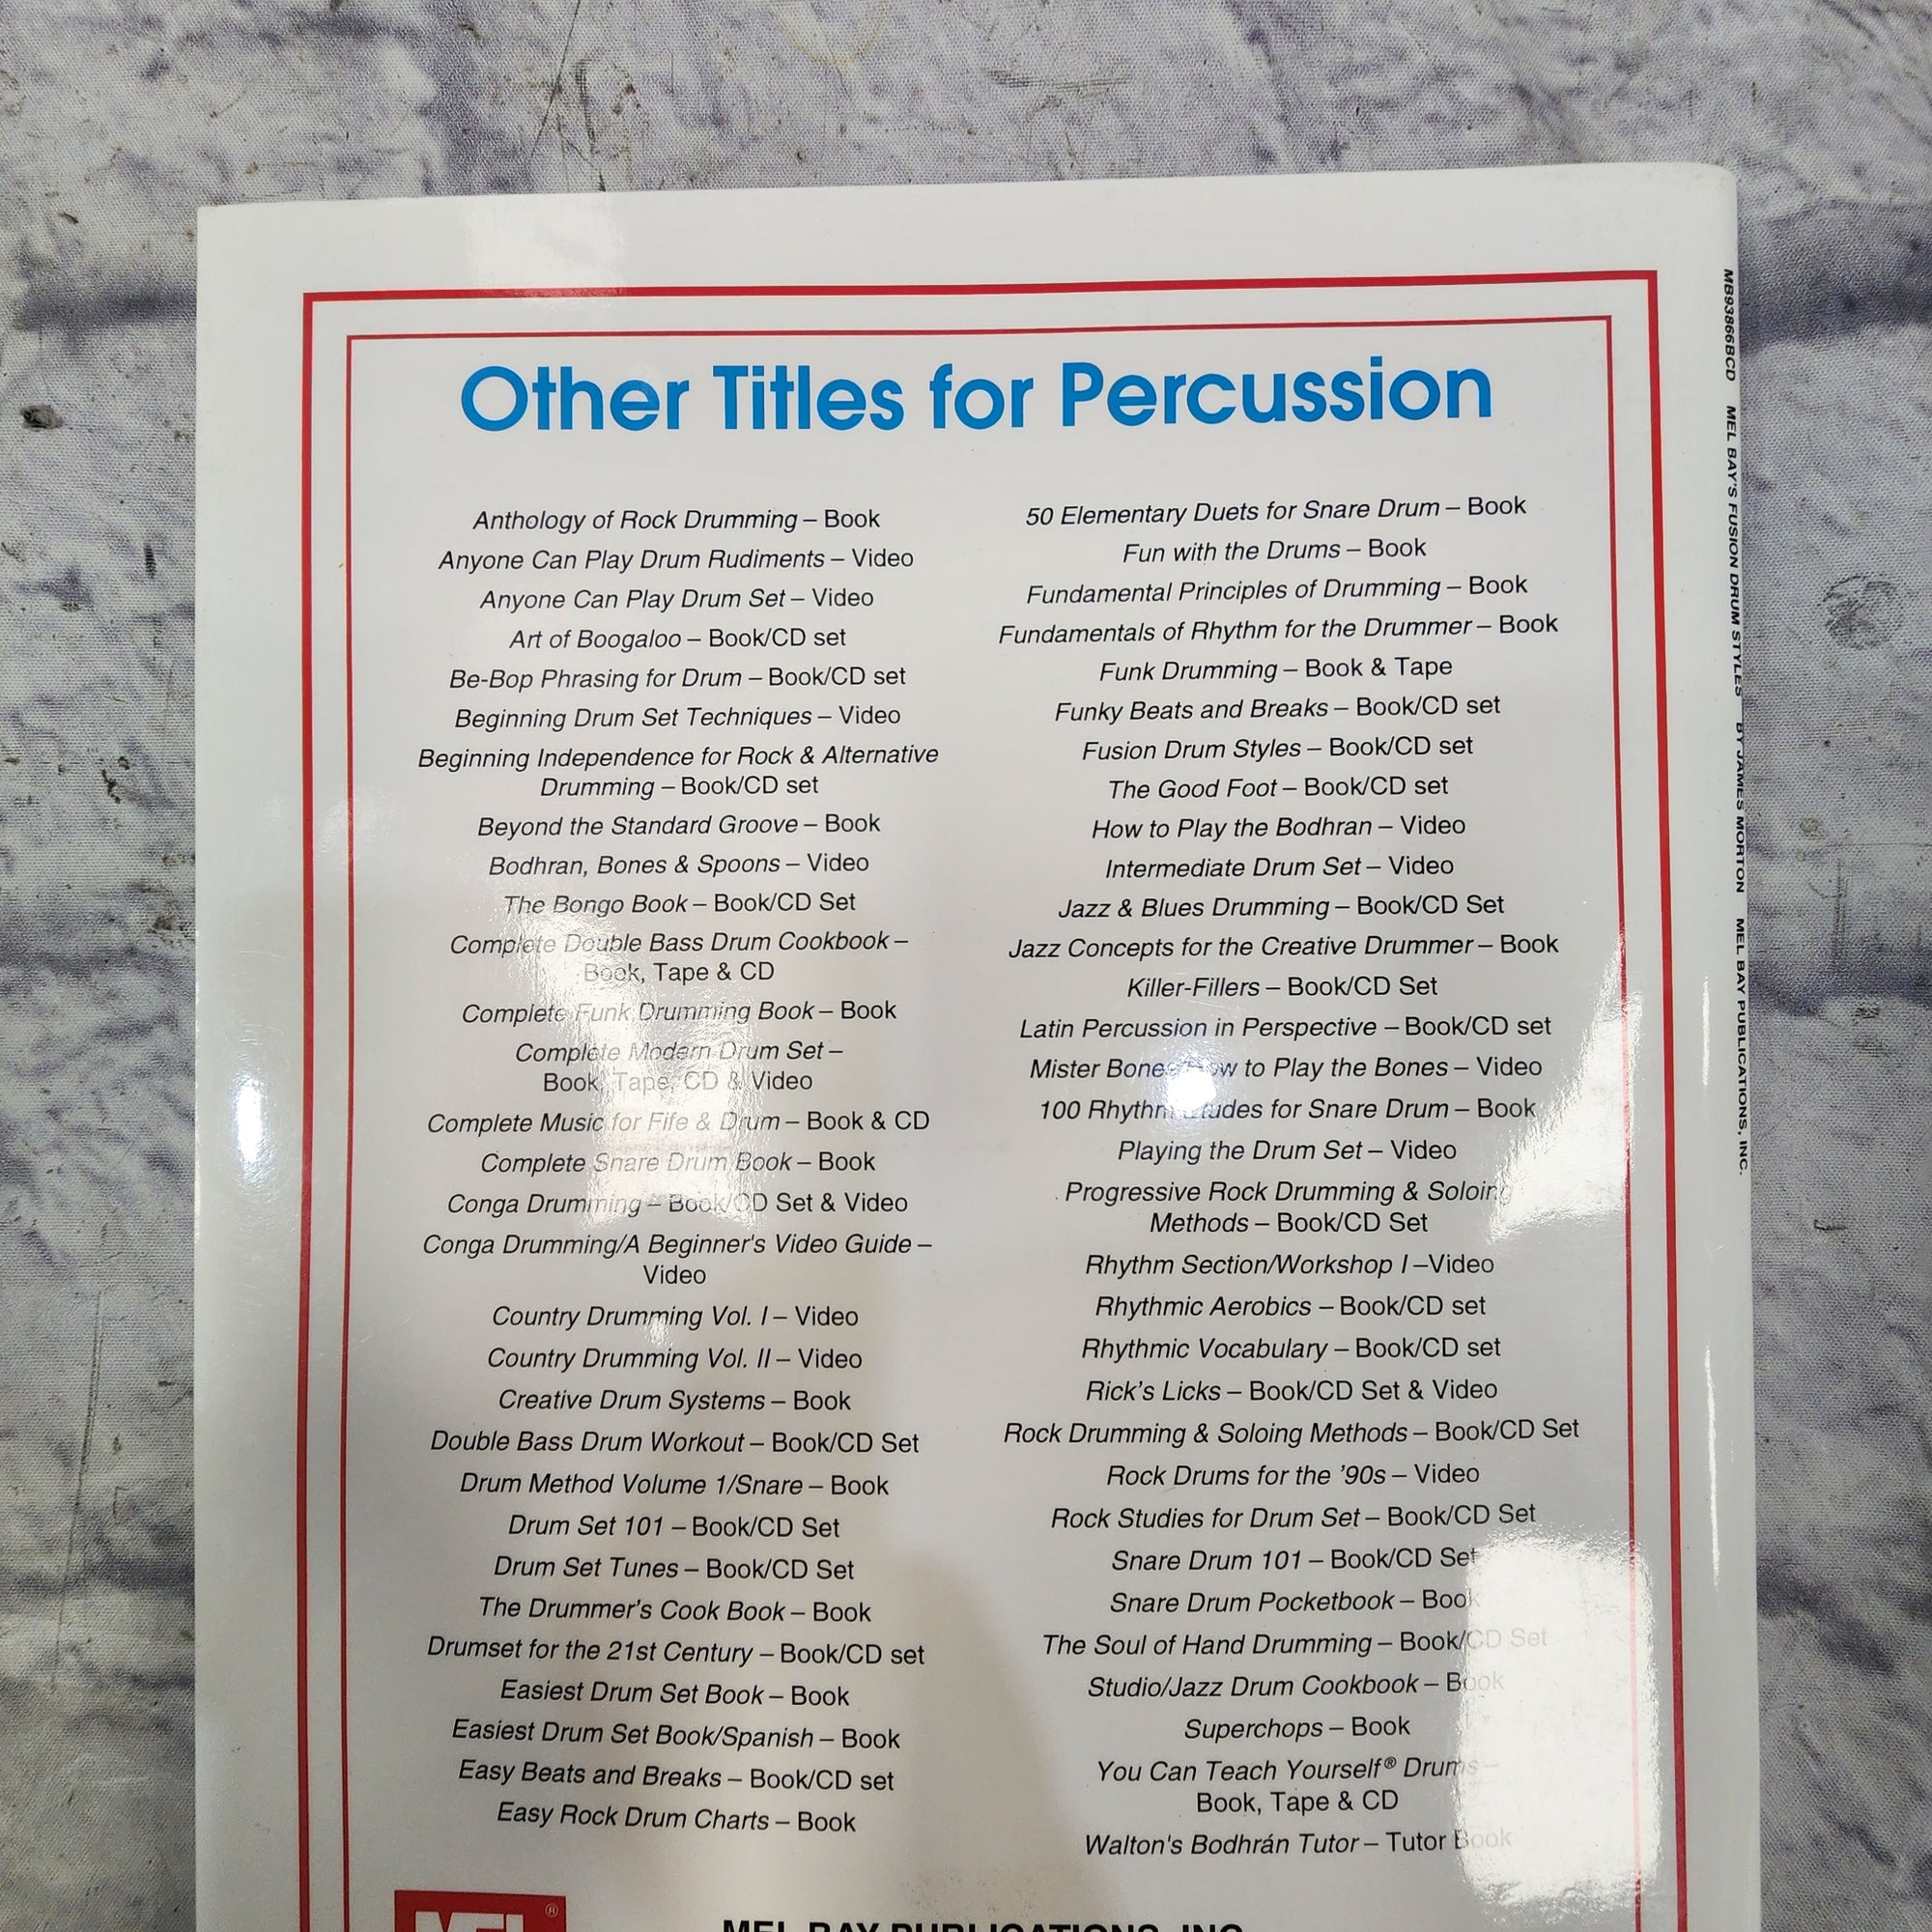 Other Titles for Percussion
Anthology of Rock Drumming – Book
Anyone Can Play Drum Rudiments – Video
Anyone Can Play Drum Set – Video
Art of Boogaloo – Book/CD set
Be-Bop Phrasing for Drum – Book/CD set
Beginning Drum Set Techniques – Video
Beginning Independence for Rock & Alternative
Drumming – Book/CD set
Beyond the Standard Groove – Book
Bodhran, Bones & Spoons – Video
The Bongo Book – Book/CD Set
Complete Double Bass Drum Cookbook –
Book, Tape & CD
Complete Funk Drumming Book – Book
Complete Modern Drum Set –
Book, Tape, CD & Video
Complete Music for Fife & Drum – Book & CD
Complete Snare Drum Book – Book
Conga Drumming – Book/CD Set & Video
Conga Drumming/A Beginner's Video Guide –
Video
Country Drumming Vol. I – Video
Country Drumming Vol. II – Video
Creative Drum Systems – Book
Double Bass Drum Workout – Book/CD Set
Drum Method Volume 1/Snare – Book
Drum Set 101 – Book/CD Set
Drum Set Tunes – Book/CD Set
The Drummer's Cook Book – Book
Drumset for the 21st Century – Book/CD set
Easiest Drum Set Book – Book
Easiest Drum Set Book/Spanish – Book
Easy Beats and Breaks – Book/CD set
Easy Rock Drum Charts – Book
50 Elementary Duets for Snare Drum – Book
Fun with the Drums – Book
Fundamental Principles of Drumming – Book
Fundamentals of Rhythm for the Drummer – Book
Funk Drumming – Book & Tape
Funky Beats and Breaks – Book/CD set
Fusion Drum Styles – Book/CD set
The Good Foot – Book/CD set
How to Play the Bodhran – Video
Intermediate Drum Set – Video
Jazz & Blues Drumming – Book/CD Set
Jazz Concepts for the Creative Drummer – Book
Killer-Fillers – Book/CD Set
Latin Percussion in Perspective – Book/CD set
Mister Bones/How to Play the Bones – Video
100 Rhythm Etudes for Snare Drum – Book
Playing the Drum Set – Video
Progressive Rock Drumming & Soloing
Methods – Book/CD Set
Rhythm Section/Workshop I –Video
Rhythmic Aerobics – Book/CD set
Rhythmic Vocabulary – Book/CD set
Rick's Licks – Book/CD Set & Video
Rock Drumming & Soloing Methods – Book/CD Set
Rock Drums for the '90s – Video
Rock Studies for Drum Set – Book/CD Set
Snare Drum 101 – Book/CD Set
Snare Drum Pocketbook – Book
The Soul of Hand Drumming – Book/CD Set
Studio/Jazz Drum Cookbook – Book
Superchops – Book
You Can Teach Yourself® Drums –
Book, Tape & CD
Walton's Bodhrán Tutor – Tutor Book
MEL ®
MEL BAY PUBLICATIONS, INC.
MB93866BCD MEL BAY'S FUSION DRUM STYLES BY JAMES MORTON MEL BAY PUBLICATIONS, INC.